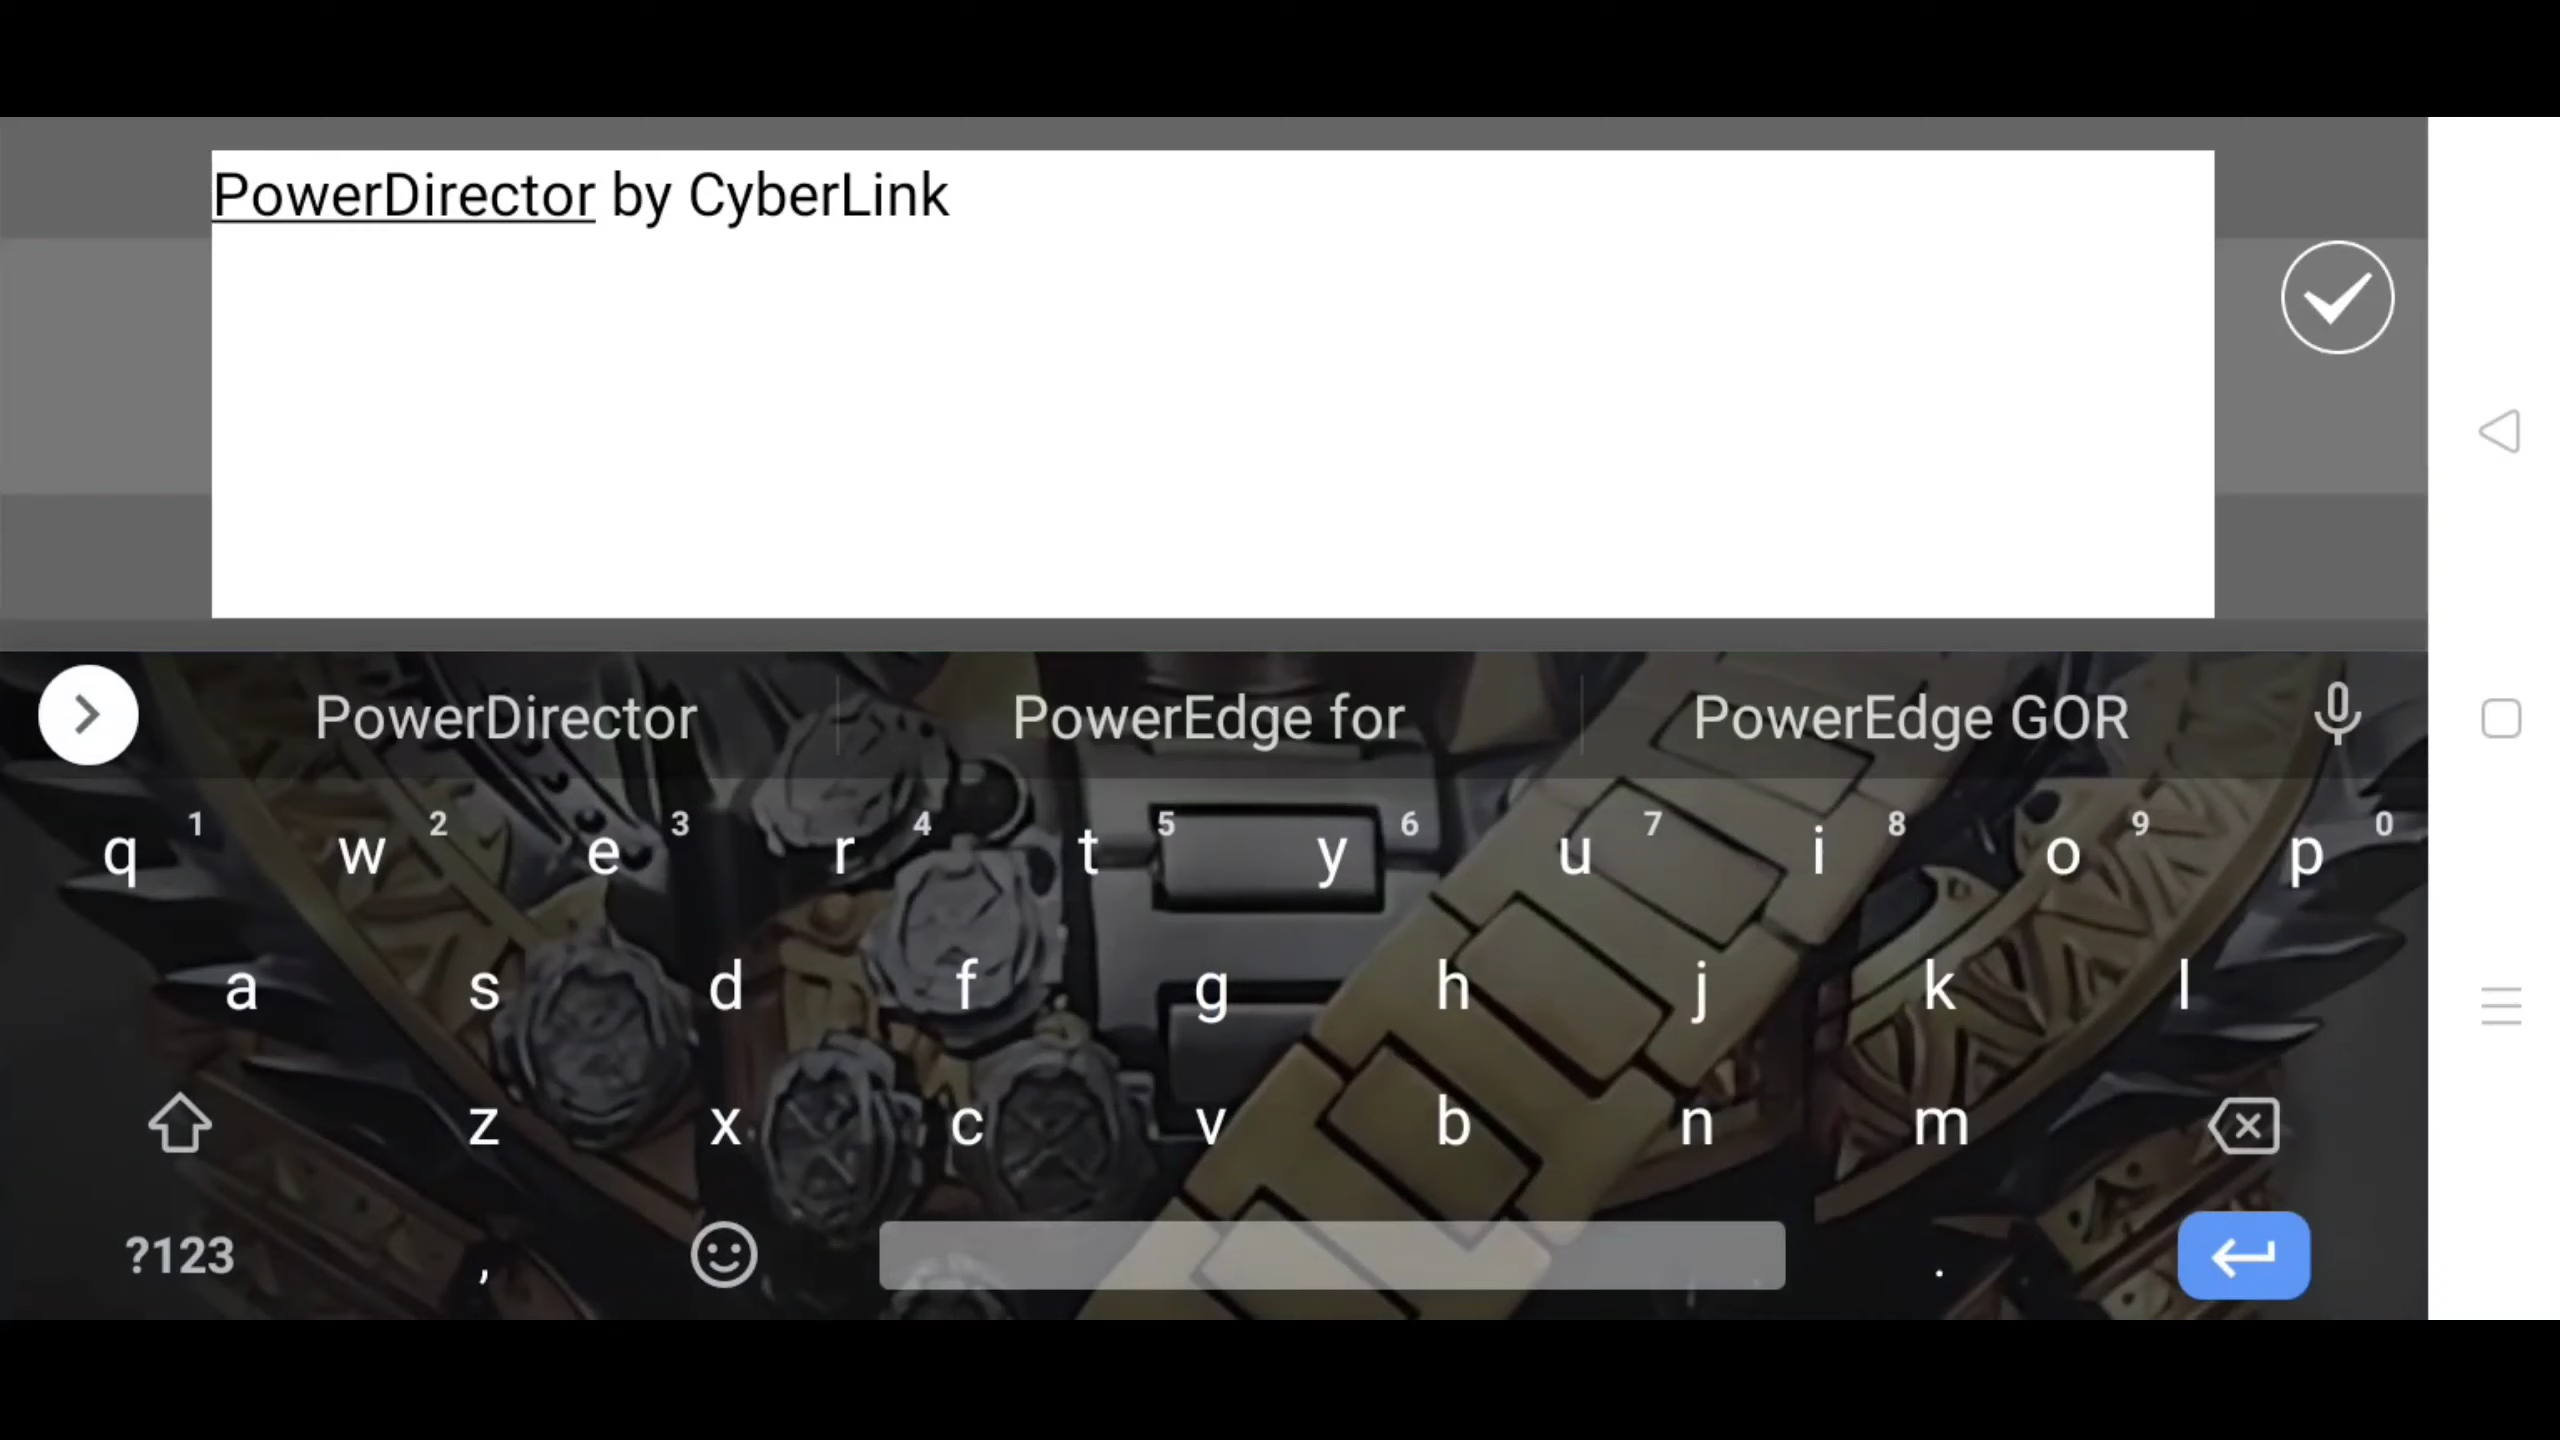 PowerDirector by CyberLink
PowerDirector PowerEdge for PowerEdge GOR
q 1 w 2 e 3 r 4 t 5 y 6 u 7 i 8 o 9 p 0
a s d f g h j k l
z x c v b n m
?123 , .